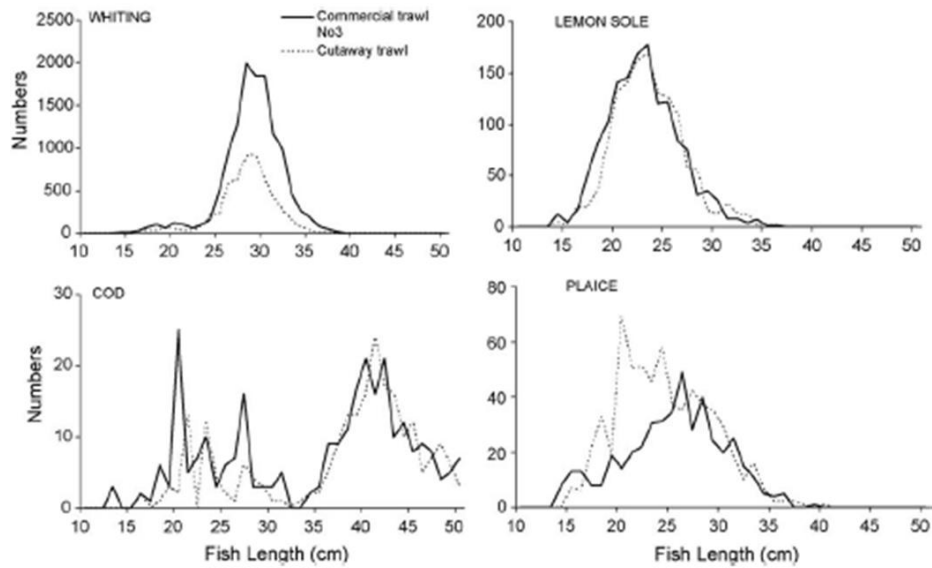 WHITING
Commercial trawl
No3
Cutaway trawl
Numbers
2500
2000
1500
1000
500
0
10 15 20 25 30 35 40 45 50
LEMON SOLE
200
150
100
50
0
10 15 20 25 30 35 40 45 50
COD
Numbers
30
20
10
0
10 15 20 25 30 35 40 45 50
Fish Length (cm)
PLAICE
80
60
40
20
0
10 15 20 25 30 35 40 45 50
Fish Length (cm)